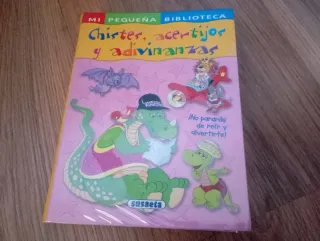 MI PEQUEÑA BIBLIOTECA
Chistes, acertijos
y adivinanzas
¡No pararás
de reír y
divertirte!
susaeta